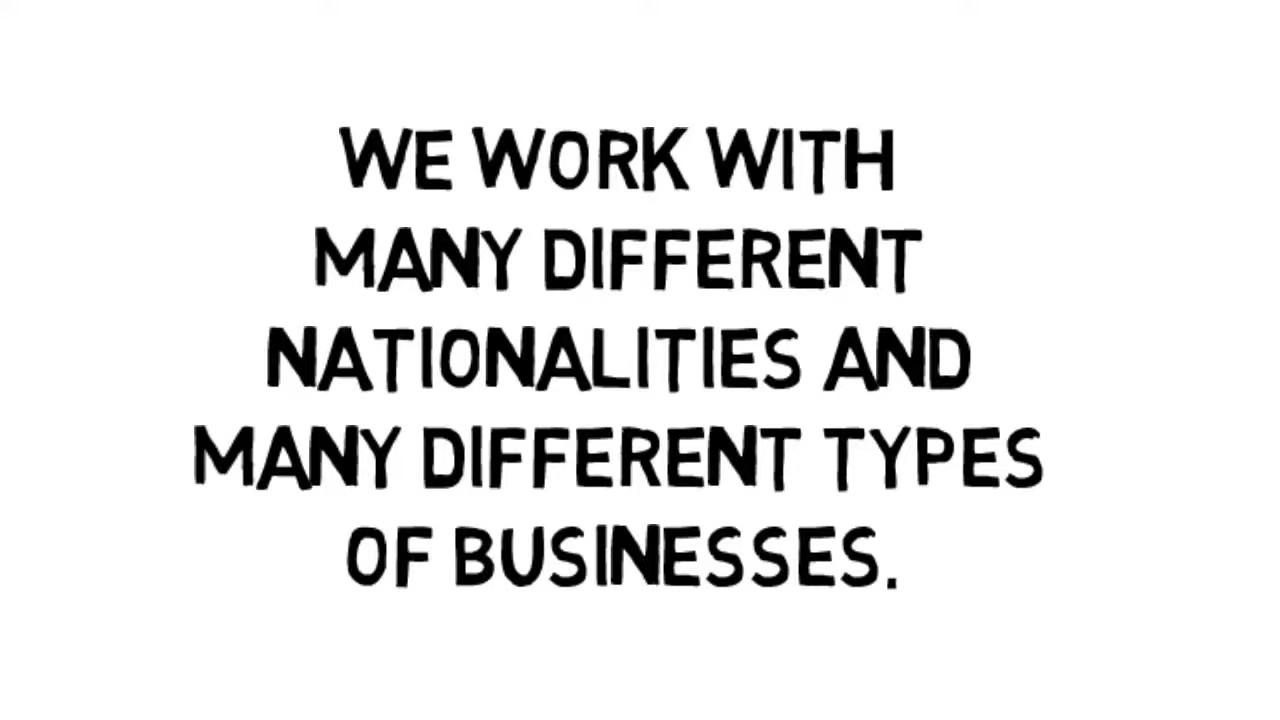 WE WORK WITH
MANY DIFFERENT
NATIONALITIES AND
MANY DIFFERENT TYPES
OF BUSINESSES.